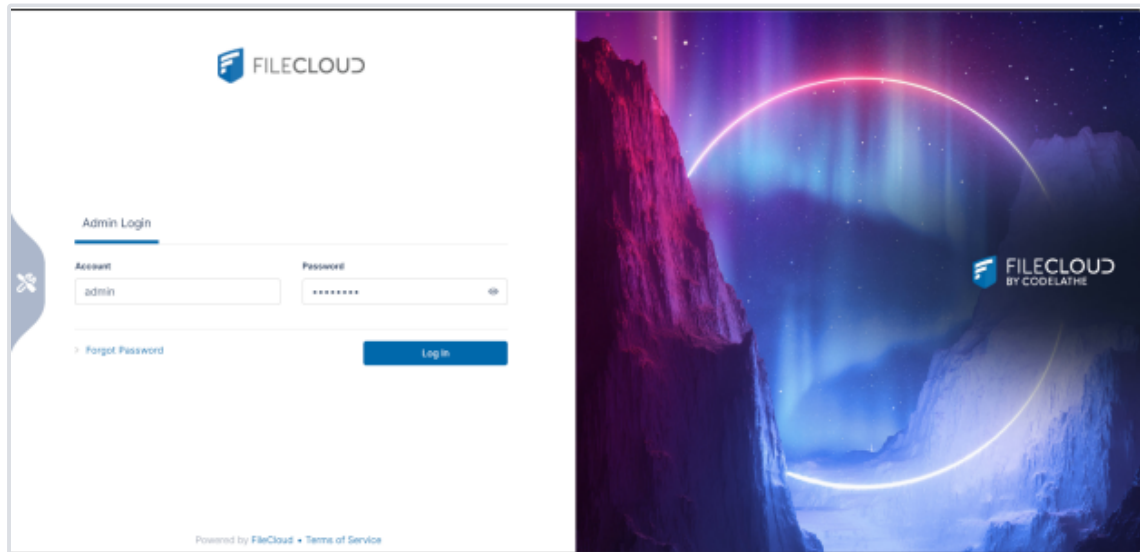 FILECLOUD
Admin Login
Account
Password
admin
••••••••
> Forgot Password
Log In
Powered by FileCloud • Terms of Service
FILECLOUD
BY CODELATHE